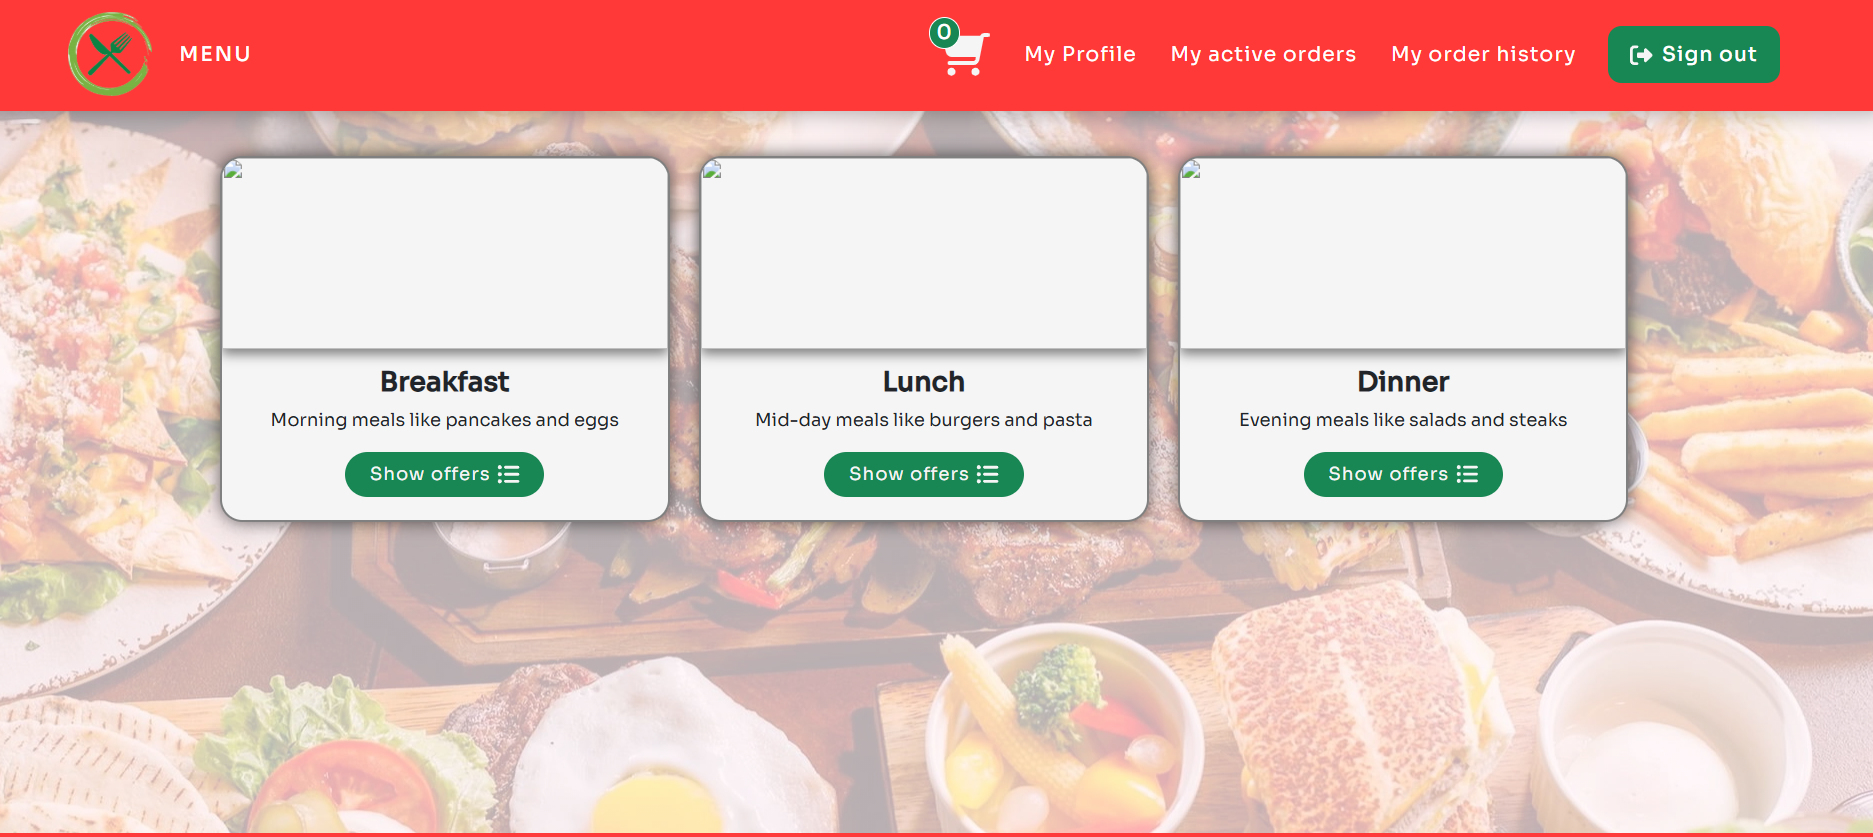 MENU
0
My Profile
My active orders
My order history
Sign out
Breakfast
Morning meals like pancakes and eggs
Show offers
Lunch
Mid-day meals like burgers and pasta
Show offers
Dinner
Evening meals like salads and steaks
Show offers